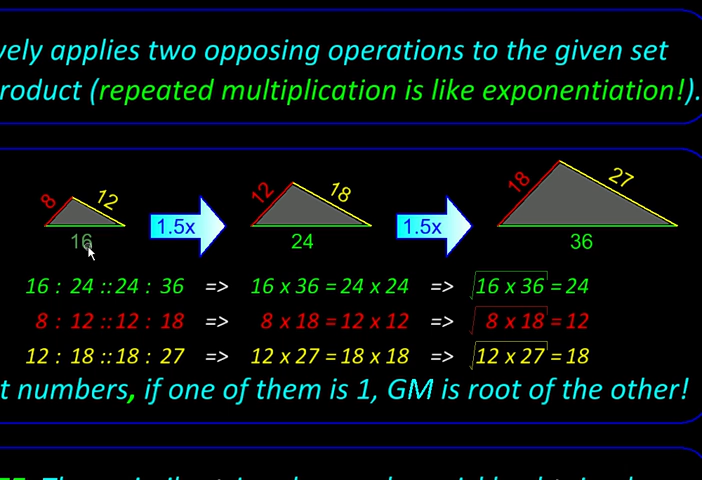 vely applies two opposing operations to the given set
roduct (repeated multiplication is like exponentiation!).
8 12 12 18 18 27
1.5x 1.5x
16 24 36
16 : 24 :: 24 : 36 => 16 x 36 = 24 x 24 => √16 x 36 = 24
8 : 12 :: 12 : 18 => 8 x 18 = 12 x 12 => √8 x 18 = 12
12 : 18 :: 18 : 27 => 12 x 27 = 18 x 18 => √12 x 27 = 18
t numbers, if one of them is 1, GM is root of the other!